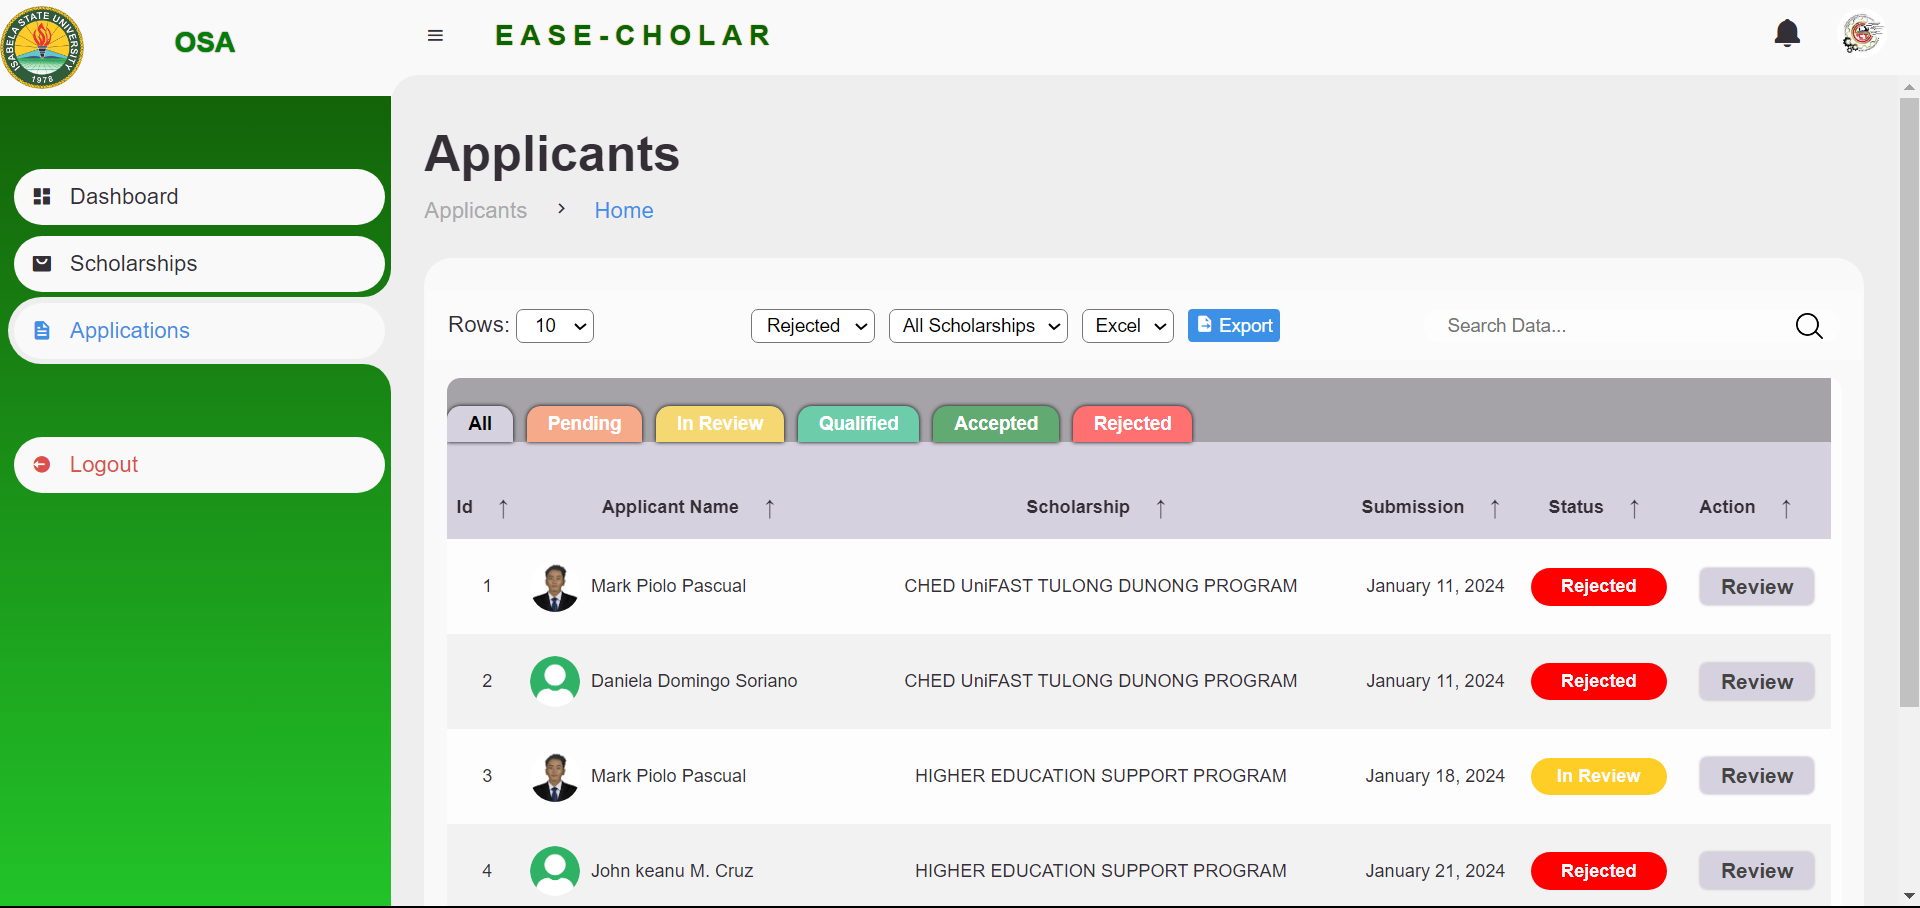 ISABELA STATE UNIVERSITY
1978
OSA
EASE-CHOLAR
Dashboard
Scholarships
Applications
Logout
Applicants
Applicants > Home
Rows: 10 Rejected All Scholarships Excel Export Search Data...
All Pending In Review Qualified Accepted Rejected
Id ↑ Applicant Name ↑ Scholarship ↑ Submission ↑ Status ↑ Action ↑
1 Mark Piolo Pascual CHED UniFAST TULONG DUNONG PROGRAM January 11, 2024 Rejected Review
2 Daniela Domingo Soriano CHED UniFAST TULONG DUNONG PROGRAM January 11, 2024 Rejected Review
3 Mark Piolo Pascual HIGHER EDUCATION SUPPORT PROGRAM January 18, 2024 In Review Review
4 John keanu M. Cruz HIGHER EDUCATION SUPPORT PROGRAM January 21, 2024 Rejected Review